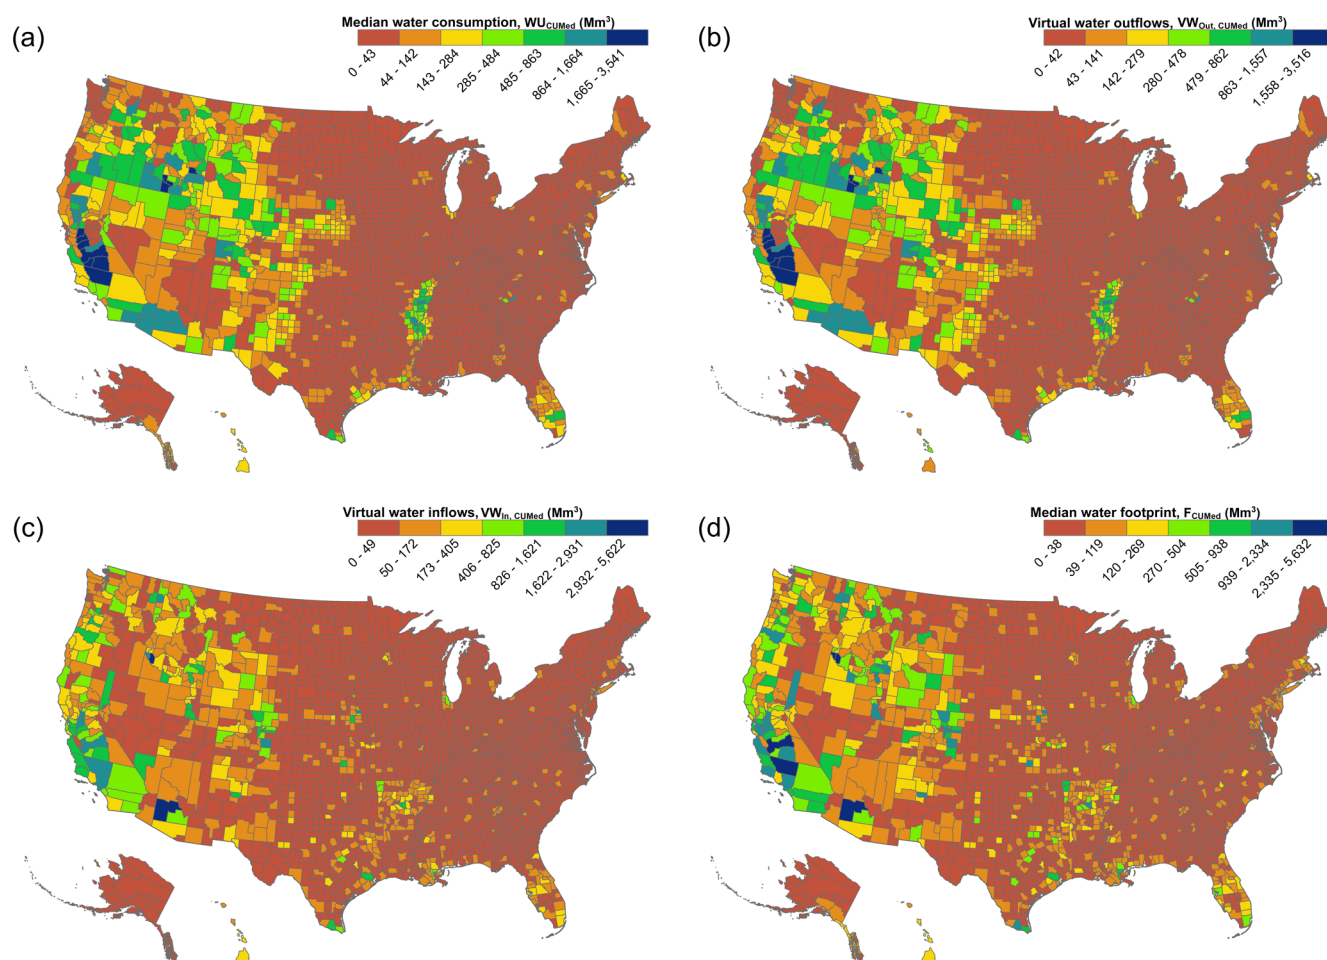 (a)
Median water consumption, WU_CUMed (Mm³)
0 - 43
44 - 142
143 - 284
285 - 484
485 - 863
864 - 1,664
1,665 - 3,541
(b)
Virtual water outflows, VW_Out, CUMed (Mm³)
0 - 42
43 - 141
142 - 279
280 - 478
479 - 862
863 - 1,557
1,558 - 3,516
(c)
Virtual water inflows, VW_In, CUMed (Mm³)
0 - 49
50 - 172
173 - 405
406 - 825
826 - 1,621
1,622 - 2,931
2,932 - 5,622
(d)
Median water footprint, F_CUMed (Mm³)
0 - 38
39 - 119
120 - 269
270 - 504
505 - 938
939 - 2,334
2,335 - 5,632